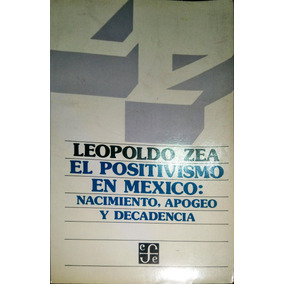 LEOPOLDO ZEA
EL POSITIVISMO
EN MEXICO:
NACIMIENTO, APOGEO
Y DECADENCIA